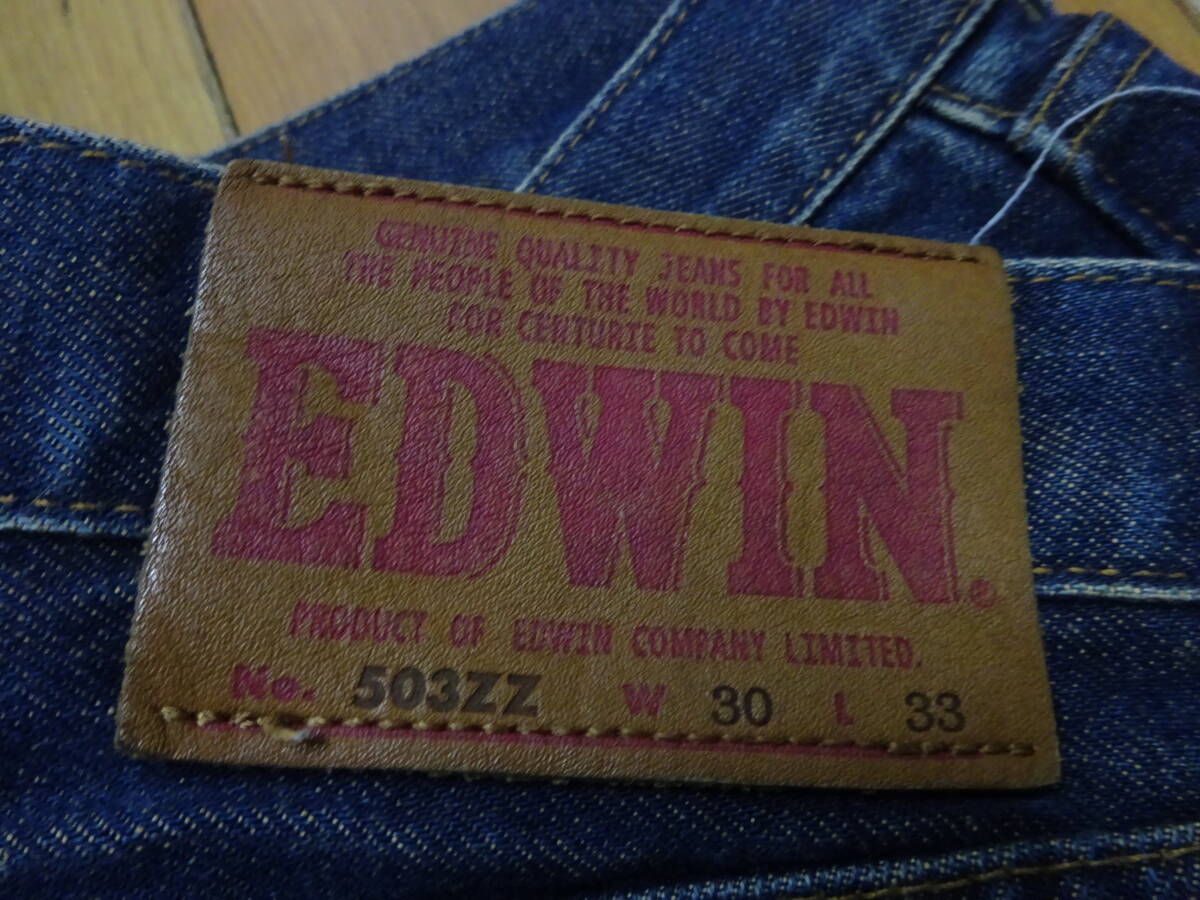 GENUINE QUALITY JEANS FOR ALL
THE PEOPLE OF THE WORLD BY EDWIN
FOR CENTURIE TO COME
EDWIN.®
PRODUCT OF EDWIN COMPANY LIMITED.
No. 503ZZ W 30 L 33